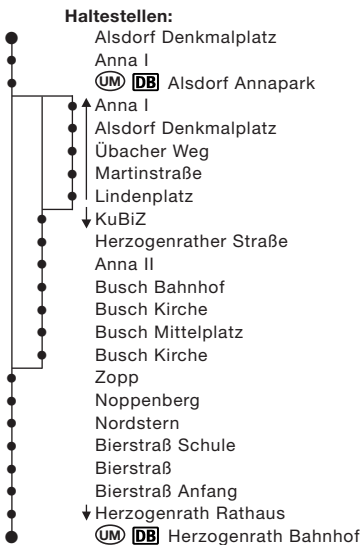 Haltestellen:
Alsdorf Denkmalplatz
Anna I
UM DB Alsdorf Annapark
Anna I
Alsdorf Denkmalplatz
Übacher Weg
Martinstraße
Lindenplatz
KuBiZ
Herzogenrather Straße
Anna II
Busch Bahnhof
Busch Kirche
Busch Mittelplatz
Busch Kirche
Zopp
Noppenberg
Nordstern
Bierstraß Schule
Bierstraß
Bierstraß Anfang
Herzogenrath Rathaus
UM DB Herzogenrath Bahnhof